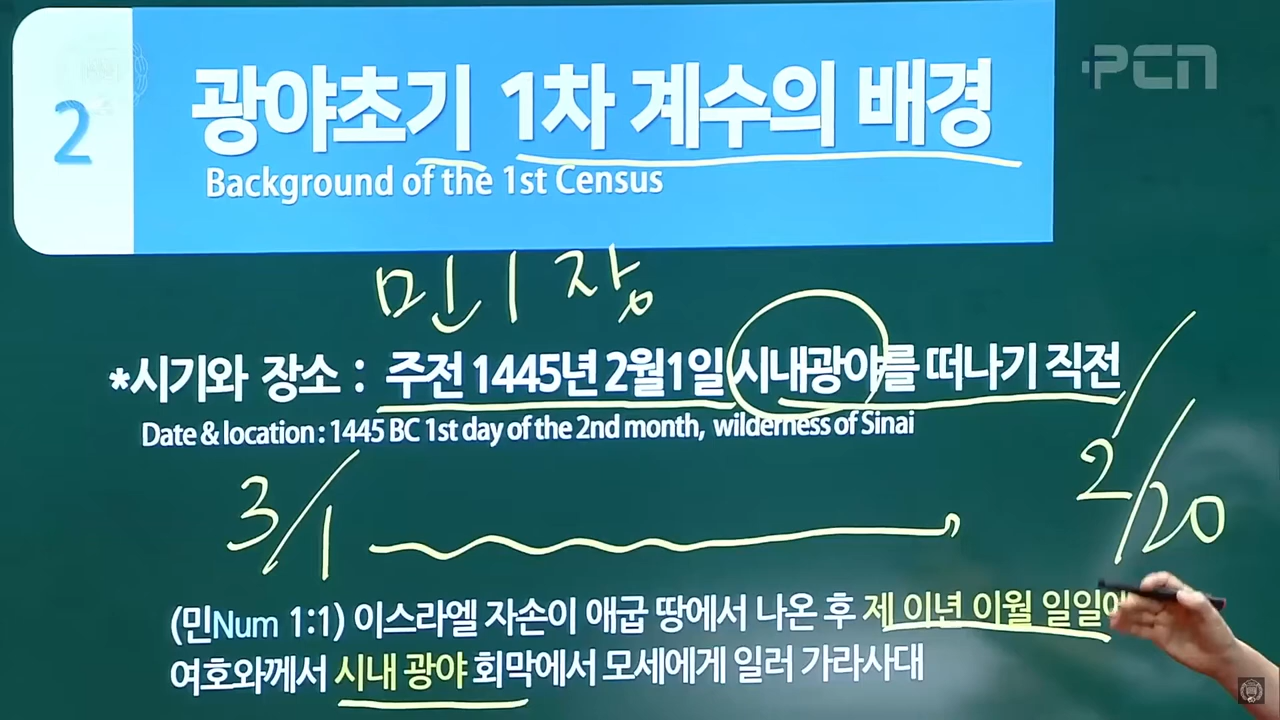 PCN
2
광야초기 1차 계수의 배경
Background of the 1st Census
민 1 장
*시기와 장소 : 주전 1445년 2월1일 시내광야를 떠나기 직전
Date & location : 1445 BC 1st day of the 2nd month, wilderness of Sinai
3/1
2/20
(민Num 1:1) 이스라엘 자손이 애굽 땅에서 나온 후 제 이년 이월 일일에
여호와께서 시내 광야 회막에서 모세에게 일러 가라사대